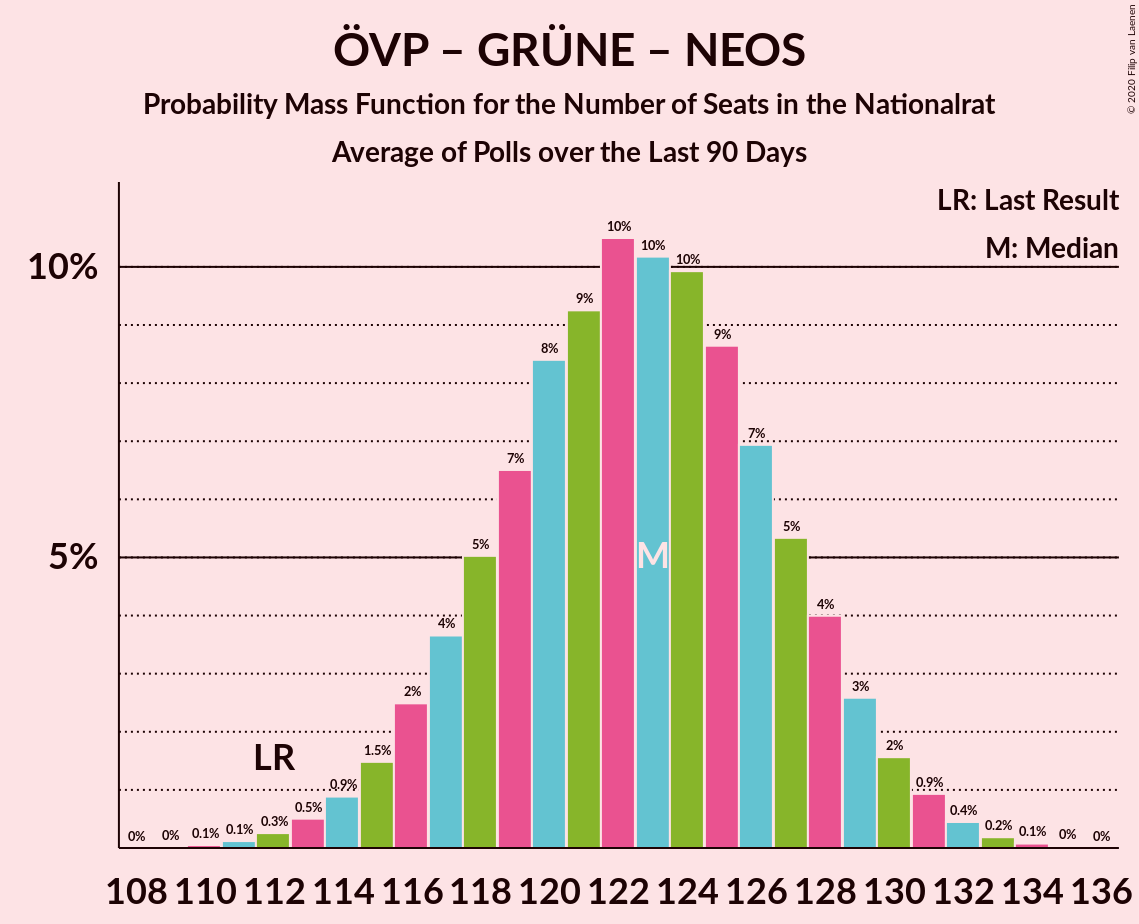 ÖVP – GRÜNE – NEOS
Probability Mass Function for the Number of Seats in the Nationalrat
Average of Polls over the Last 90 Days
© 2020 Filip van Laenen
LR: Last Result
M: Median
10%
5%
0% 0% 0.1% 0.1% 0.3% 0.5% 0.9% 1.5% 2% 4% 5% 7% 8% 9% 10% 10% 10% 9% 7% 5% 4% 3% 2% 0.9% 0.4% 0.2% 0.1% 0% 0%
LR
M
108 110 112 114 116 118 120 122 124 126 128 130 132 134 136